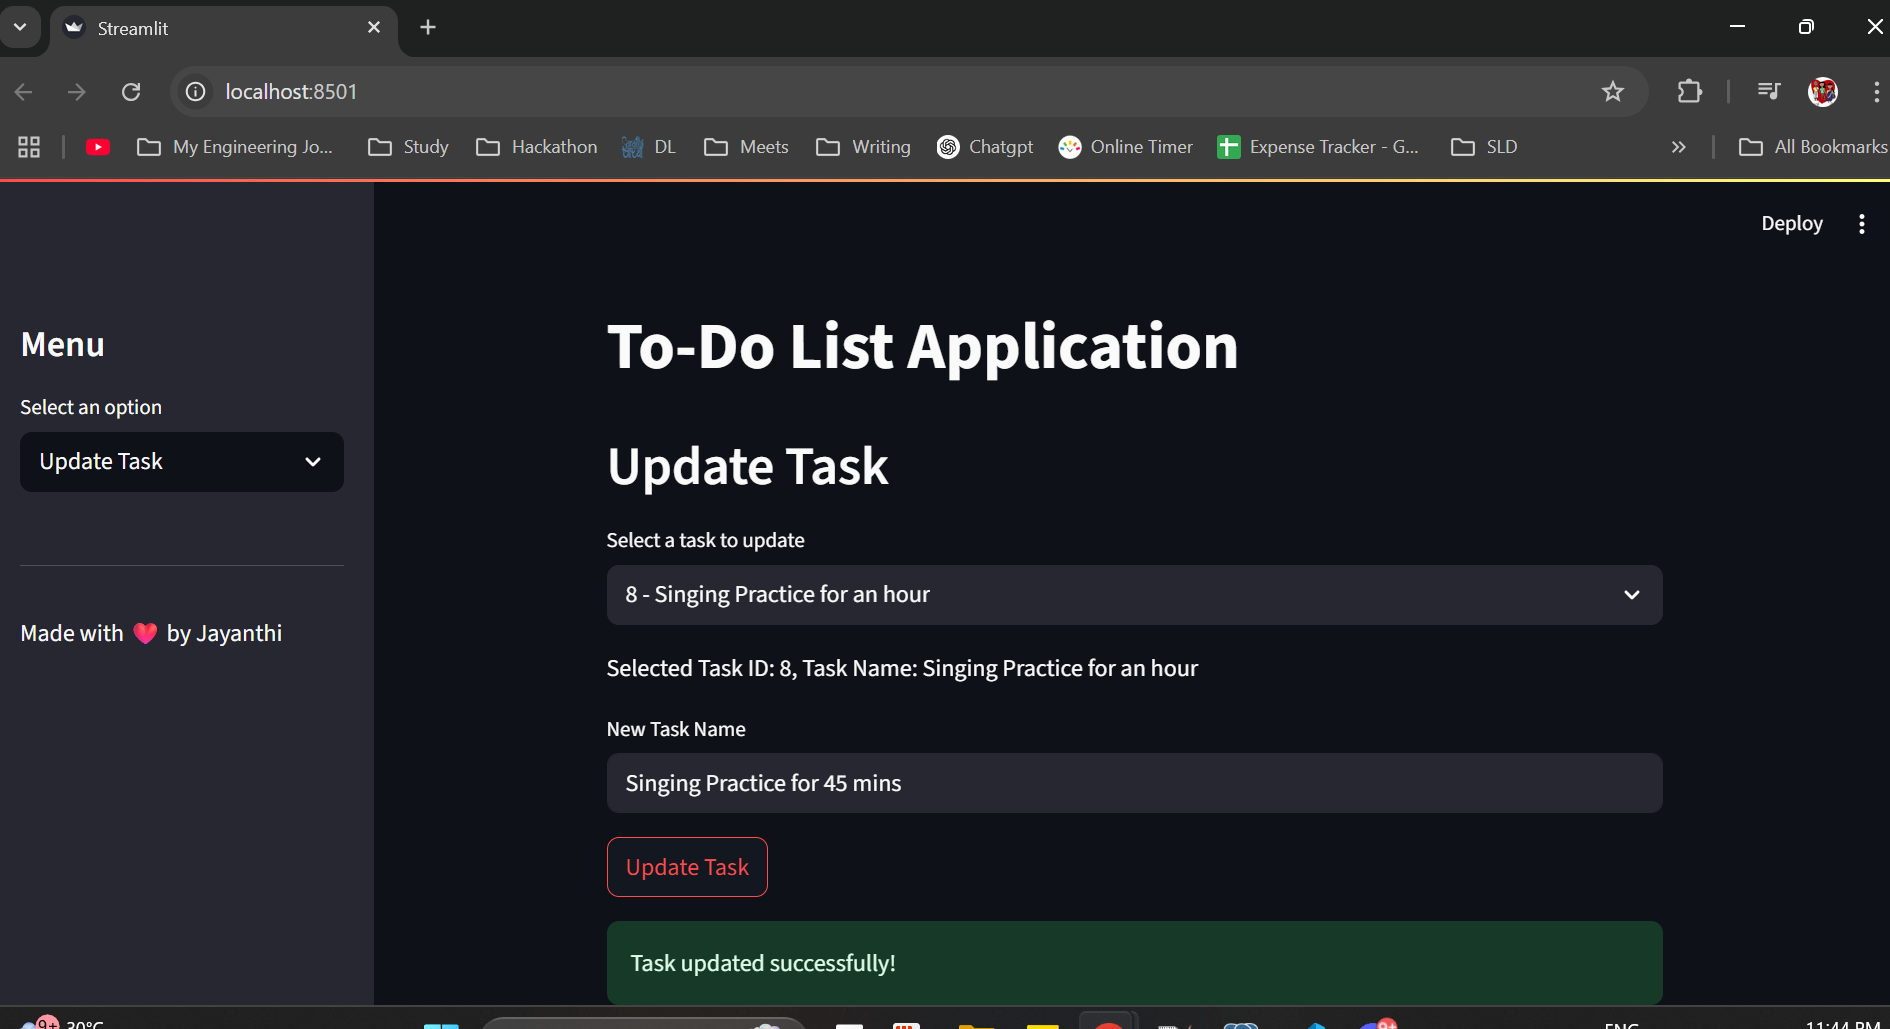 Streamlit
localhost:8501
My Engineering Jo... Study Hackathon DL Meets Writing Chatgpt Online Timer Expense Tracker - G... SLD All Bookmarks
Deploy
Menu
Select an option
Update Task
Made with ❤️ by Jayanthi
To-Do List Application
Update Task
Select a task to update
8 - Singing Practice for an hour
Selected Task ID: 8, Task Name: Singing Practice for an hour
New Task Name
Singing Practice for 45 mins
Update Task
Task updated successfully!
9+ 30°C 9+ ENG 11:44 PM